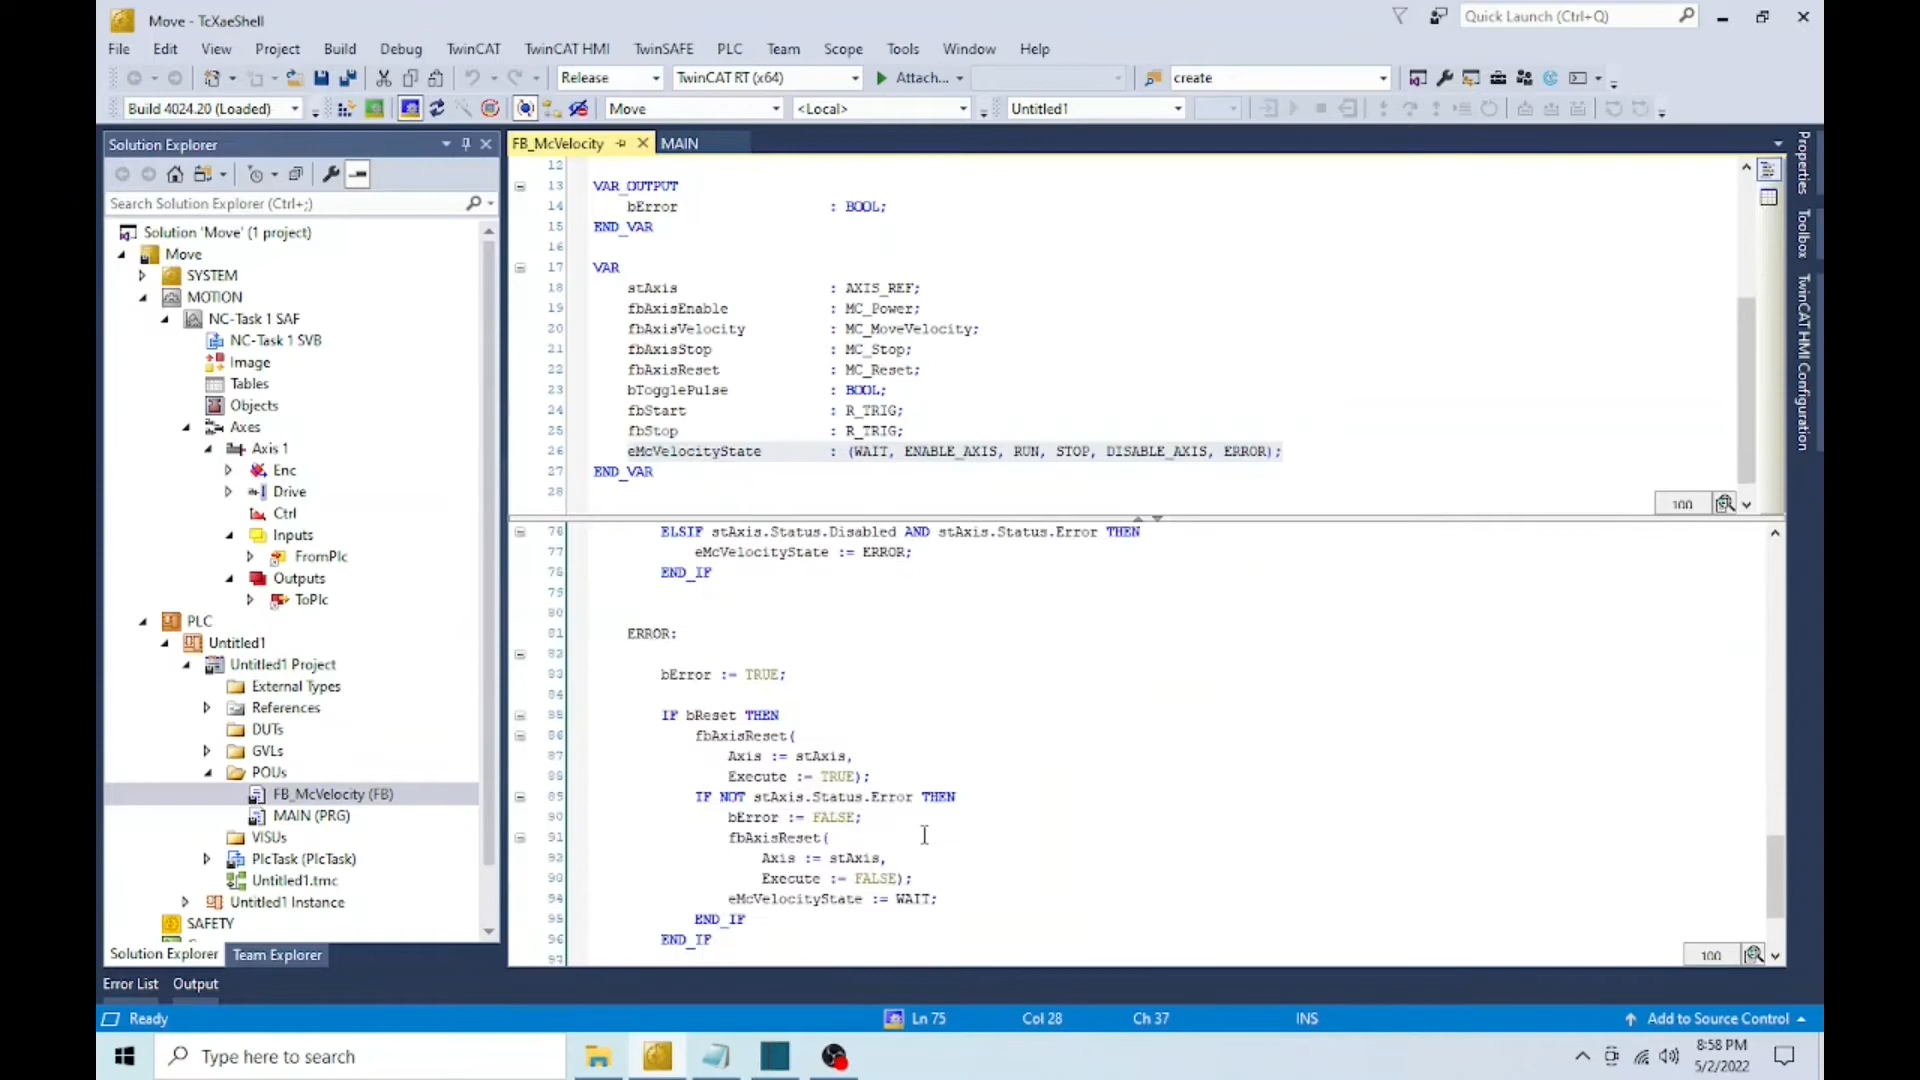 Move - TcXaeShell
Quick Launch (Ctrl+Q)
File Edit View Project Build Debug TwinCAT TwinCAT HMI TwinSAFE PLC Team Scope Tools Window Help
Release TwinCAT RT (x64) Attach... create
Build 4024.20 (Loaded) Move <Local> Untitled1
Solution Explorer
Search Solution Explorer (Ctrl+;)
Solution 'Move' (1 project)
Move
SYSTEM
MOTION
NC-Task 1 SAF
NC-Task 1 SVB
Image
Tables
Objects
Axes
Axis 1
Enc
Drive
Ctrl
Inputs
FromPlc
Outputs
ToPlc
PLC
Untitled1
Untitled1 Project
External Types
References
DUTs
GVLs
POUs
FB_McVelocity (FB)
MAIN (PRG)
VISUs
PlcTask (PlcTask)
Untitled1.tmc
Untitled1 Instance
SAFETY
Solution Explorer Team Explorer
FB_McVelocity MAIN
12
13 VAR_OUTPUT
14 bError : BOOL;
15 END_VAR
16
17 VAR
18 stAxis : AXIS_REF;
19 fbAxisEnable : MC_Power;
20 fbAxisVelocity : MC_MoveVelocity;
21 fbAxisStop : MC_Stop;
22 fbAxisReset : MC_Reset;
23 bTogglePulse : BOOL;
24 fbStart : R_TRIG;
25 fbStop : R_TRIG;
26 eMcVelocityState : (WAIT, ENABLE_AXIS, RUN, STOP, DISABLE_AXIS, ERROR);
27 END_VAR
28
100
76 ELSIF stAxis.Status.Disabled AND stAxis.Status.Error THEN
77 eMcVelocityState := ERROR;
78 END_IF
79
80
81 ERROR:
82
83 bError := TRUE;
84
85 IF bReset THEN
86 fbAxisReset(
87 Axis := stAxis,
88 Execute := TRUE);
89 IF NOT stAxis.Status.Error THEN
90 bError := FALSE;
91 fbAxisReset(
92 Axis := stAxis,
93 Execute := FALSE);
94 eMcVelocityState := WAIT;
95 END_IF
96 END_IF
97
100
Properties
Toolbox
TwinCAT HMI Configuration
Error List Output
Ready Ln 75 Col 28 Ch 37 INS Add to Source Control
Type here to search
8:58 PM
5/2/2022